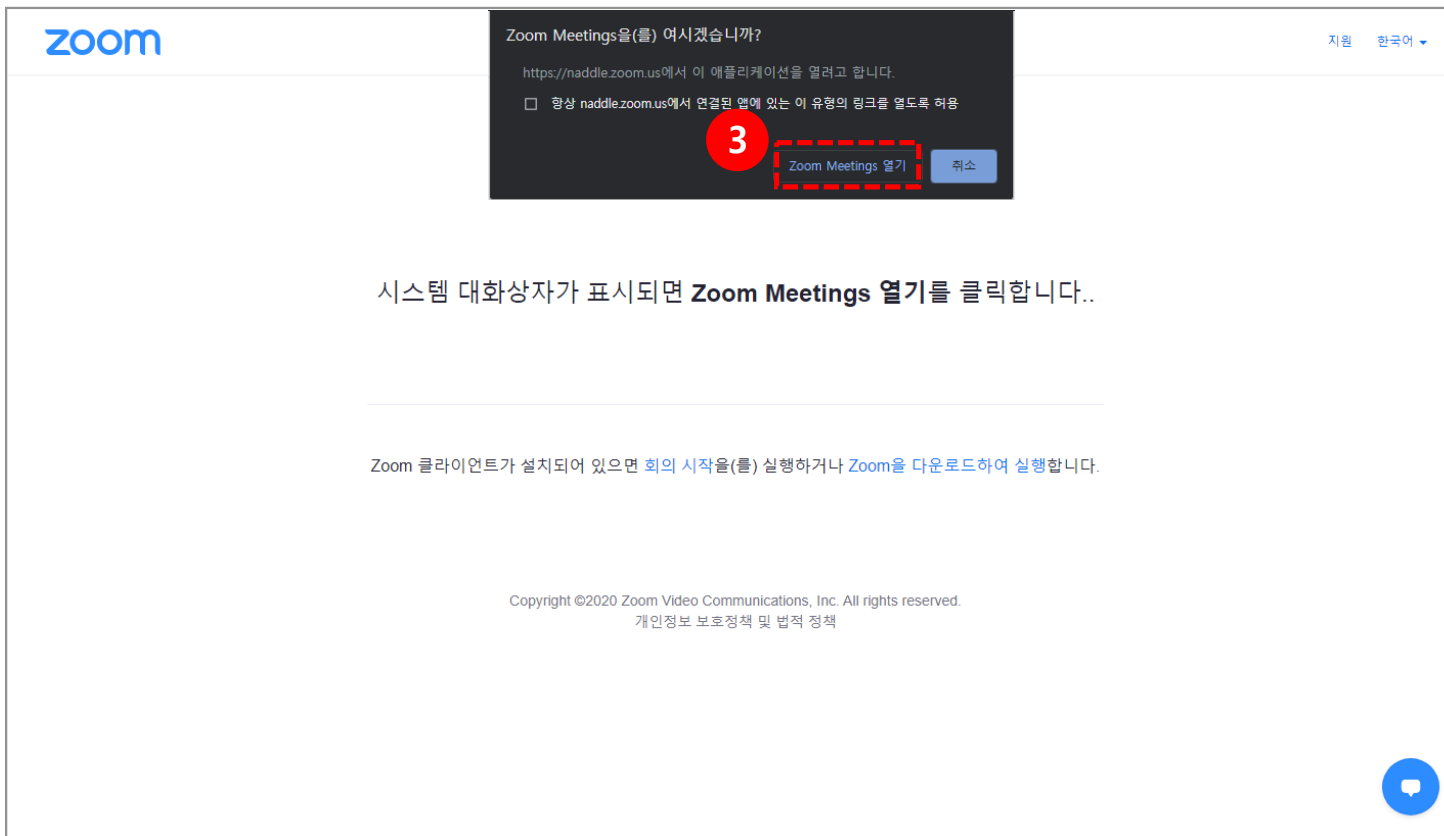 zoom
Zoom Meetings을(를) 여시겠습니까?
https://naddle.zoom.us에서 이 애플리케이션을 열려고 합니다.
항상 naddle.zoom.us에서 연결된 앱에 있는 이 유형의 링크를 열도록 허용
3
Zoom Meetings 열기 취소
지원 한국어
시스템 대화상자가 표시되면 Zoom Meetings 열기를 클릭합니다..
Zoom 클라이언트가 설치되어 있으면 회의 시작을(를) 실행하거나 Zoom을 다운로드하여 실행합니다.
Copyright ©2020 Zoom Video Communications, Inc. All rights reserved.
개인정보 보호정책 및 법적 정책